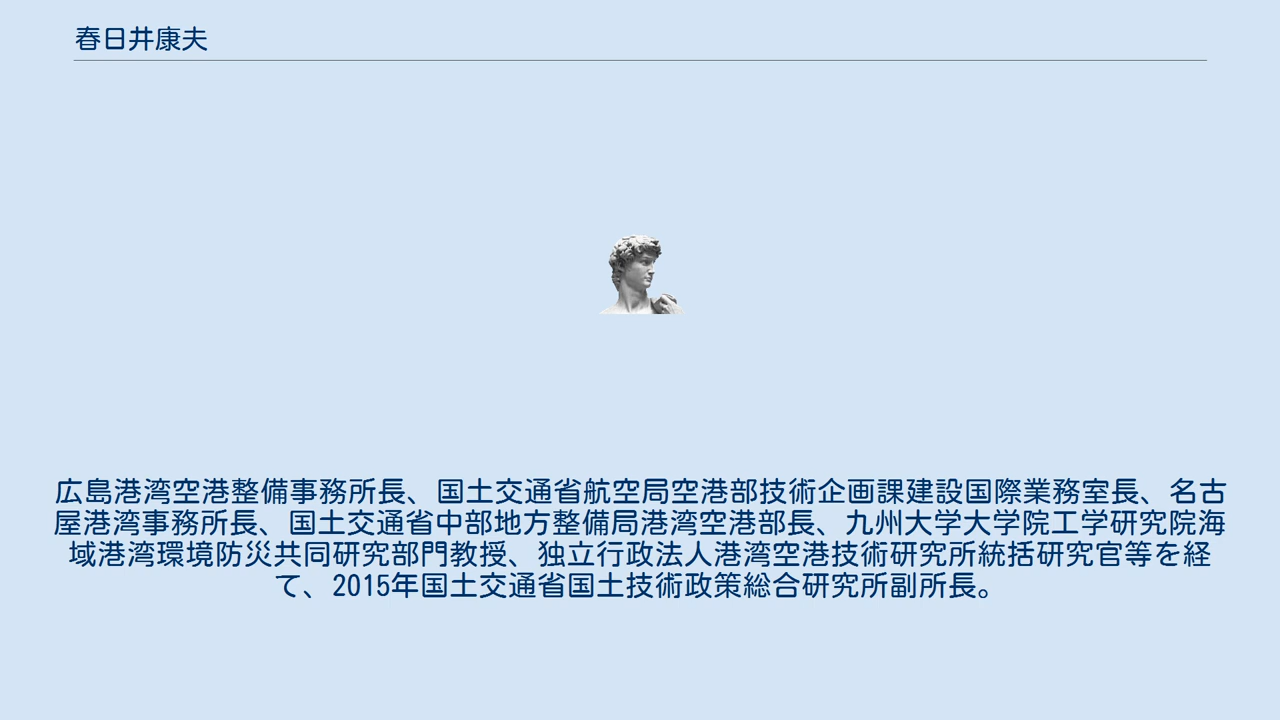 春日井康夫
広島港湾空港整備事務所長、国土交通省航空局空港部技術企画課建設国際業務室長、名古
屋港湾事務所長、国土交通省中部地方整備局港湾空港部長、九州大学大学院工学研究院海
域港湾環境防災共同研究部門教授、独立行政法人港湾空港技術研究所統括研究官等を経
て、2015年国土交通省国土技術政策総合研究所副所長。